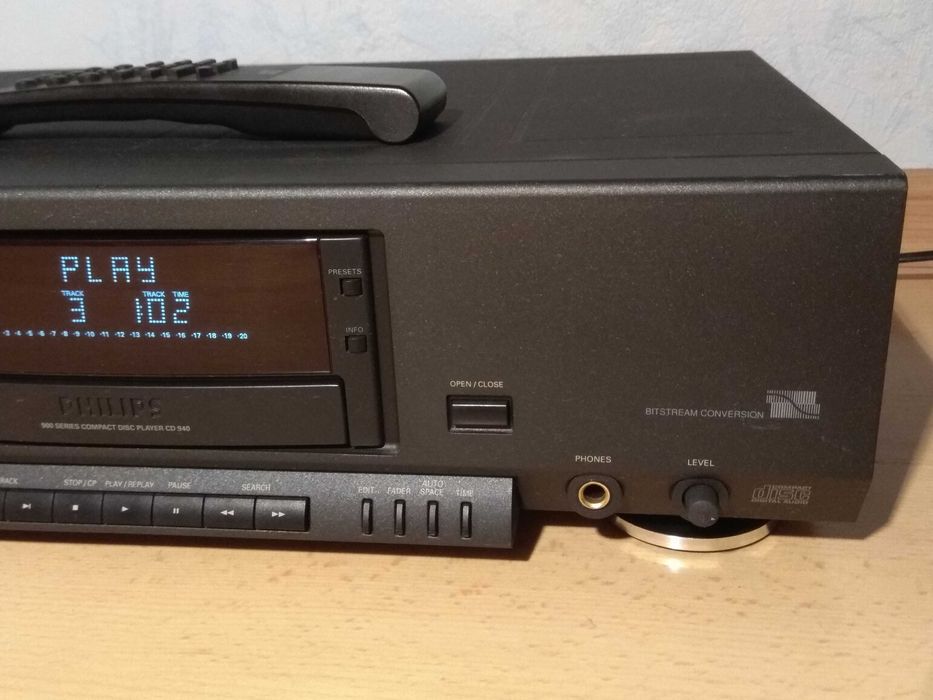 PLAY
TRACK TRACK TIME
3 1:02
-3 -4 -5 -6 -7 -8 -9 -10 -11 -12 -13 -14 -15 -16 -17 -18 -19 -20
PRESETS
INFO
PHILIPS
900 SERIES COMPACT DISC PLAYER CD 940
OPEN / CLOSE
BITSTREAM CONVERSION
PHONES
LEVEL
COMPACT
disc
DIGITAL AUDIO
STOP / CP PLAY / REPLAY PAUSE SEARCH
EDIT FADER AUTO SPACE TIME